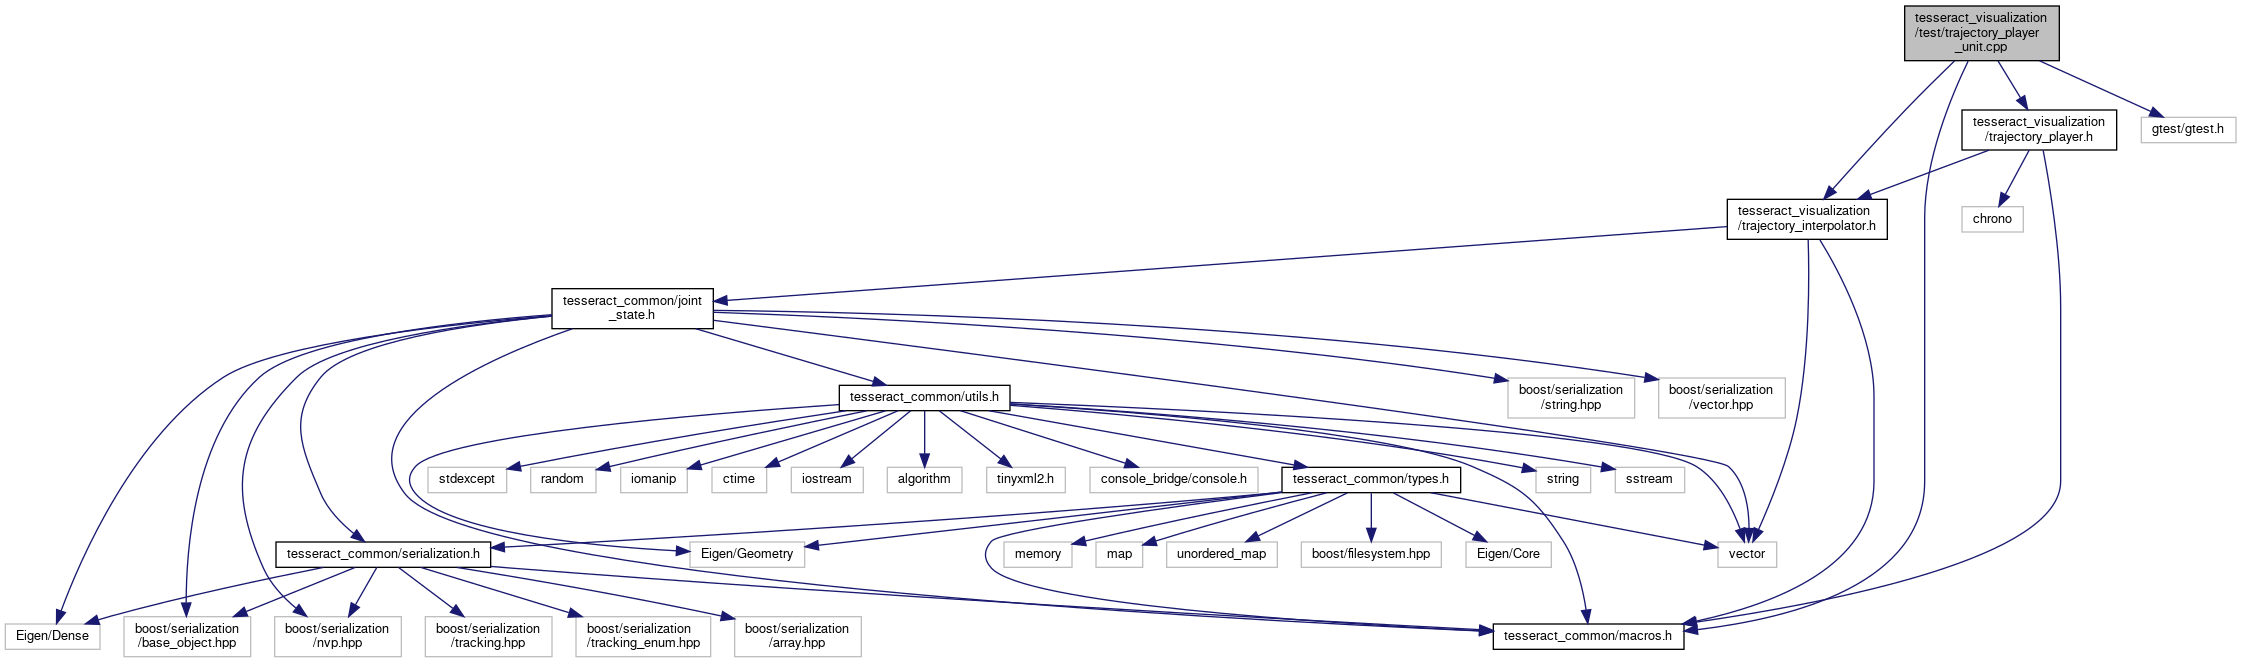 tesseract_visualization
/test/trajectory_player
_unit.cpp
tesseract_visualization
/trajectory_player.h
gtest/gtest.h
tesseract_visualization
/trajectory_interpolator.h
chrono
tesseract_common/joint
_state.h
tesseract_common/utils.h
boost/serialization
/string.hpp
boost/serialization
/vector.hpp
stdexcept
random
iomanip
ctime
iostream
algorithm
tinyxml2.h
console_bridge/console.h
tesseract_common/types.h
string
sstream
tesseract_common/serialization.h
Eigen/Geometry
memory
map
unordered_map
boost/filesystem.hpp
Eigen/Core
vector
Eigen/Dense
boost/serialization
/base_object.hpp
boost/serialization
/nvp.hpp
boost/serialization
/tracking.hpp
boost/serialization
/tracking_enum.hpp
boost/serialization
/array.hpp
tesseract_common/macros.h